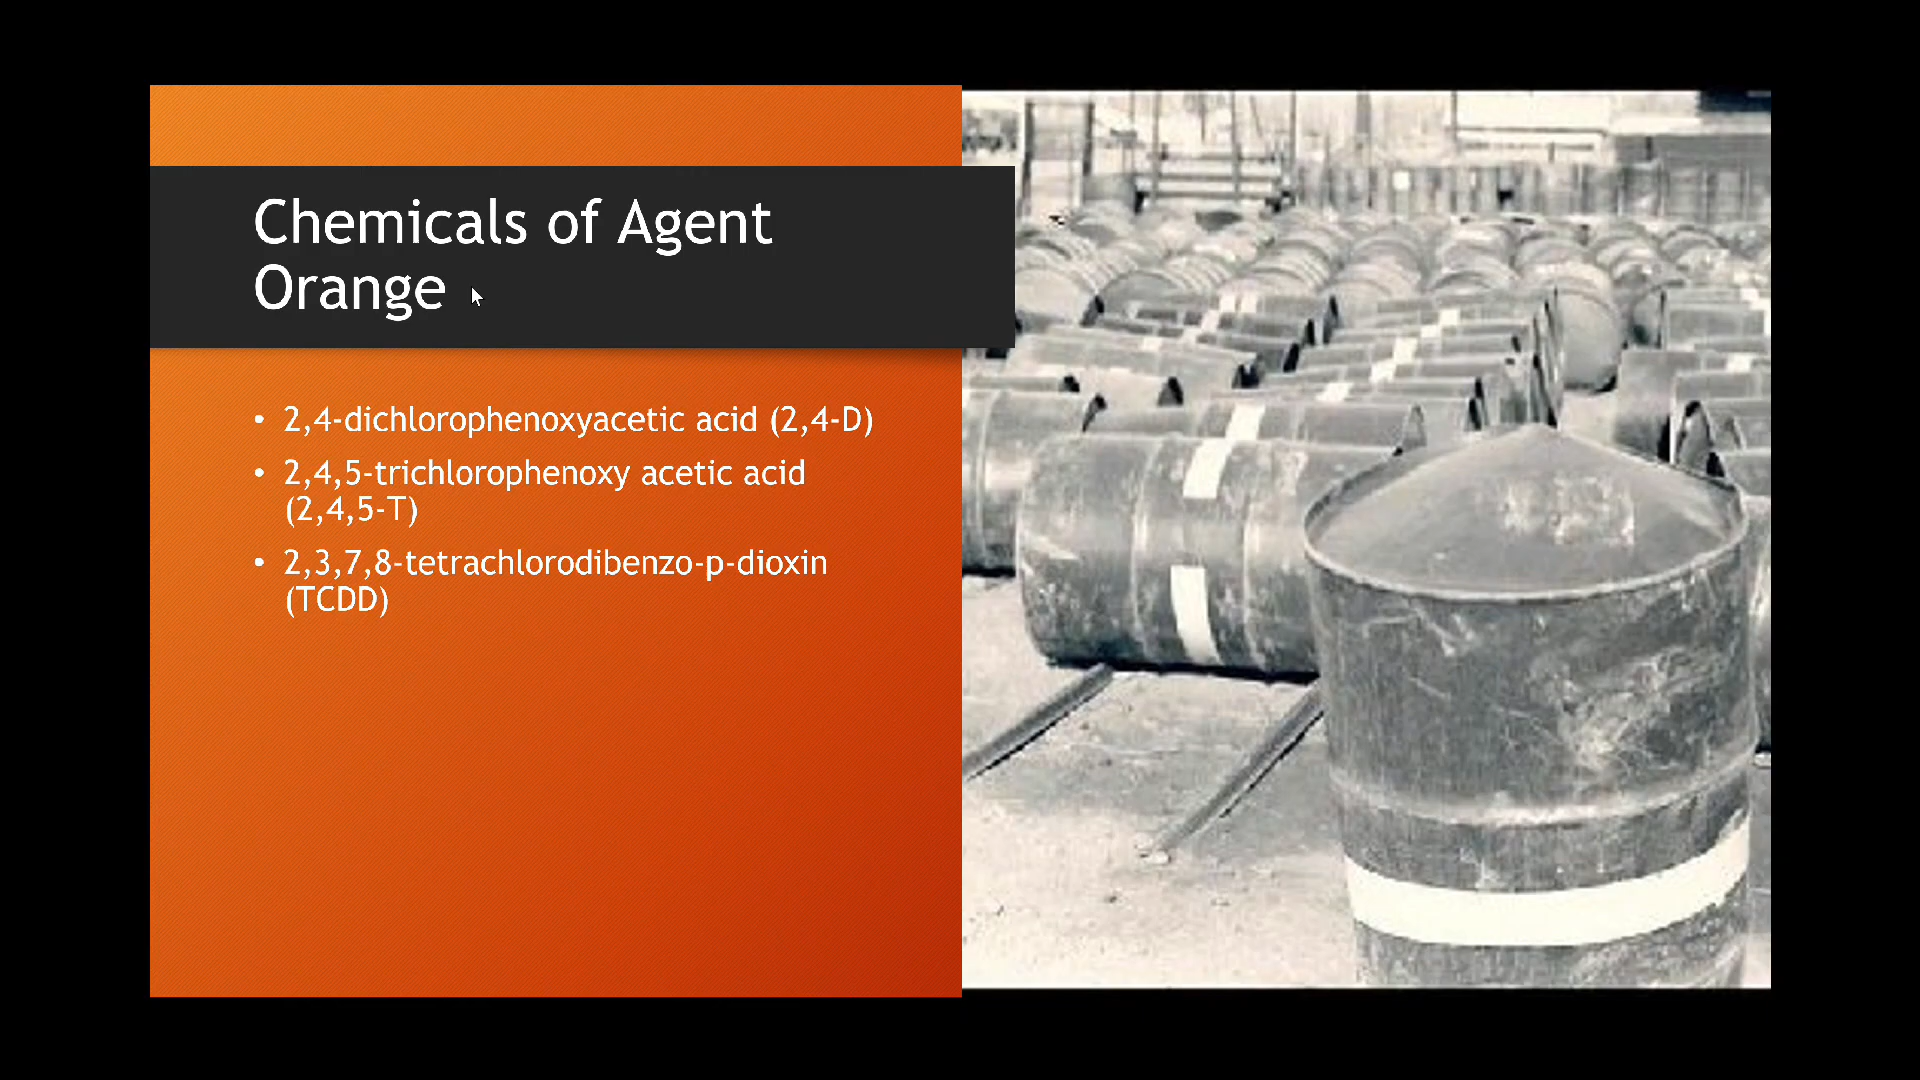 Chemicals of Agent
Orange
• 2,4-dichlorophenoxyacetic acid (2,4-D)
• 2,4,5-trichlorophenoxy acetic acid
(2,4,5-T)
• 2,3,7,8-tetrachlorodibenzo-p-dioxin
(TCDD)